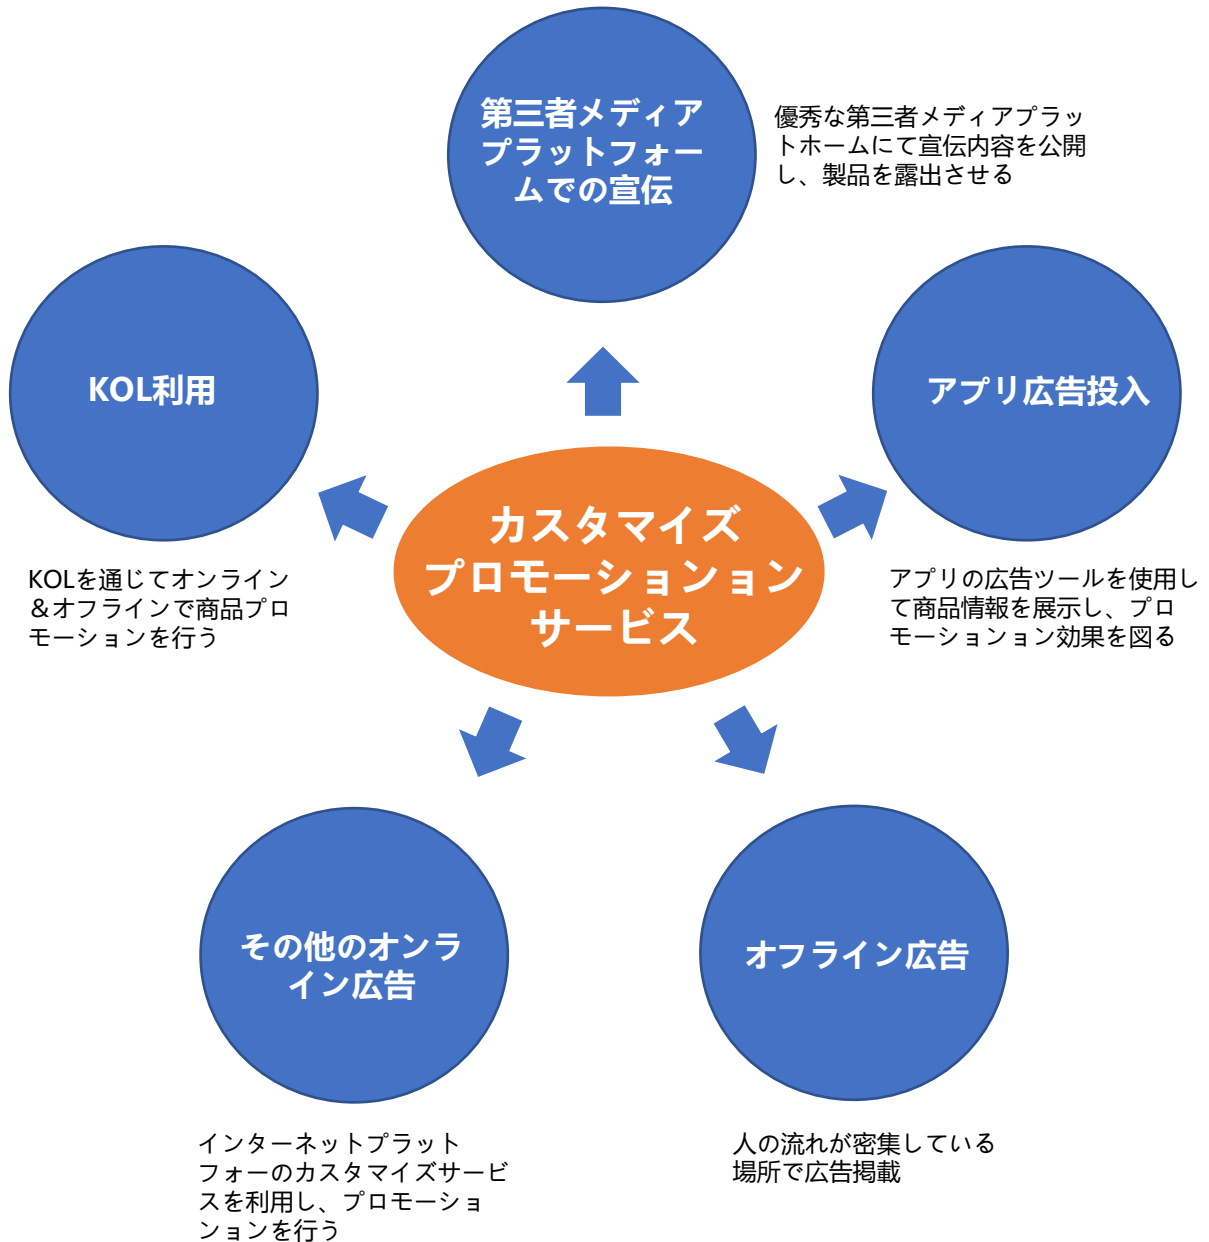 第三者メディア
プラットフォー
ムでの宣伝
優秀な第三者メディアプラッ
トホームにて宣伝内容を公開
し、製品を露出させる
KOL利用
アプリ広告投入
カスタマイズ
プロモーションョン
サービス
KOLを通じてオンライン
＆オフラインで商品プロ
モーションを行う
アプリの広告ツールを使用し
て商品情報を展示し、プロ
モーションョン効果を図る
その他のオンラ
イン広告
オフライン広告
インターネットプラット
フォーのカスタマイズサービ
スを利用し、プロモーショ
ンョンを行う
人の流れが密集している
場所で広告掲載